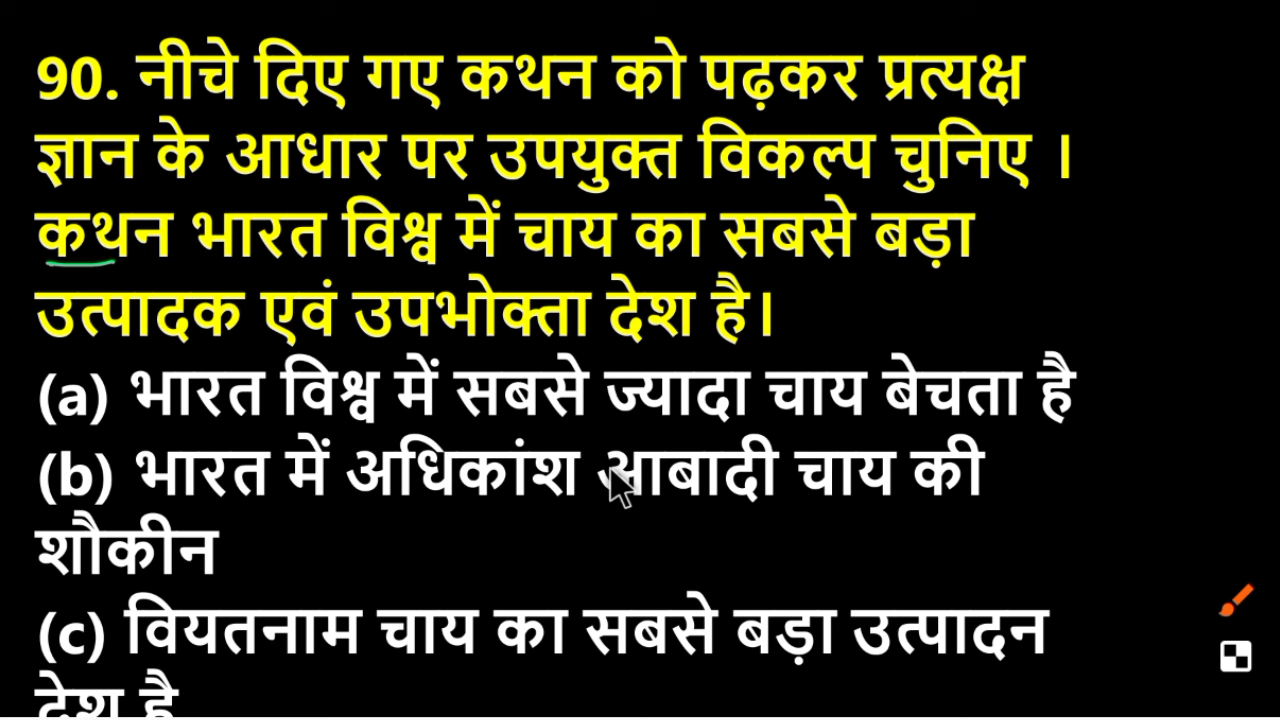 90. नीचे दिए गए कथन को पढ़कर प्रत्यक्ष
ज्ञान के आधार पर उपयुक्त विकल्प चुनिए ।
कथन भारत विश्व में चाय का सबसे बड़ा
उत्पादक एवं उपभोक्ता देश है।
(a) भारत विश्व में सबसे ज्यादा चाय बेचता है
(b) भारत में अधिकांश आबादी चाय की
शौकीन
(c) वियतनाम चाय का सबसे बड़ा उत्पादन
देश है